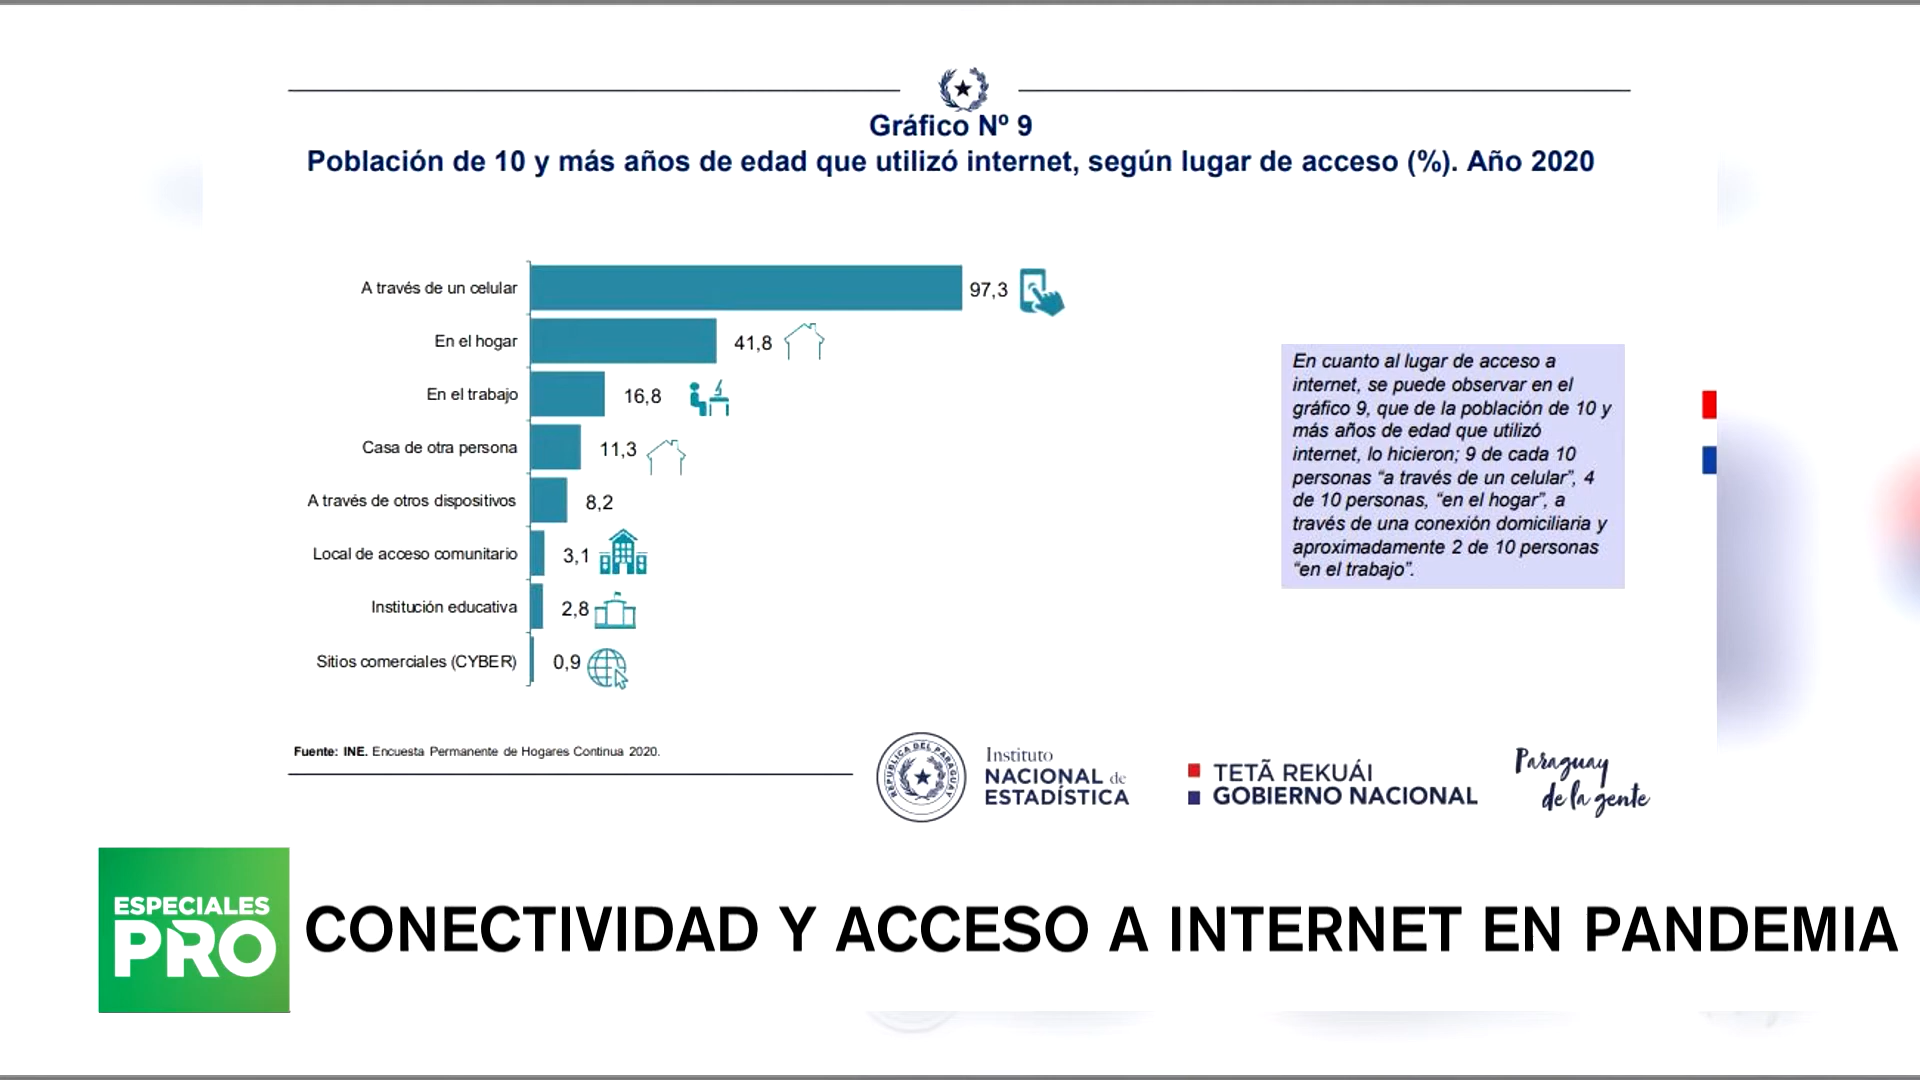 Gráfico Nº 9
Población de 10 y más años de edad que utilizó internet, según lugar de acceso (%). Año 2020
A través de un celular 97,3
En el hogar 41,8
En el trabajo 16,8
Casa de otra persona 11,3
A través de otros dispositivos 8,2
Local de acceso comunitario 3,1
Institución educativa 2,8
Sitios comerciales (CYBER) 0,9
En cuanto al lugar de acceso a
internet, se puede observar en el
gráfico 9, que de la población de 10 y
más años de edad que utilizó
internet, lo hicieron; 9 de cada 10
personas “a través de un celular”, 4
de 10 personas, “en el hogar”, a
través de una conexión domiciliaria y
aproximadamente 2 de 10 personas
“en el trabajo”.
Fuente: INE. Encuesta Permanente de Hogares Continua 2020.
REPUBLICA DEL PARAGUAY
Instituto
NACIONAL de
ESTADÍSTICA
TETÃ REKUÁI
GOBIERNO NACIONAL
Paraguay
de la gente
ESPECIALES
PRO
CONECTIVIDAD Y ACCESO A INTERNET EN PANDEMIA